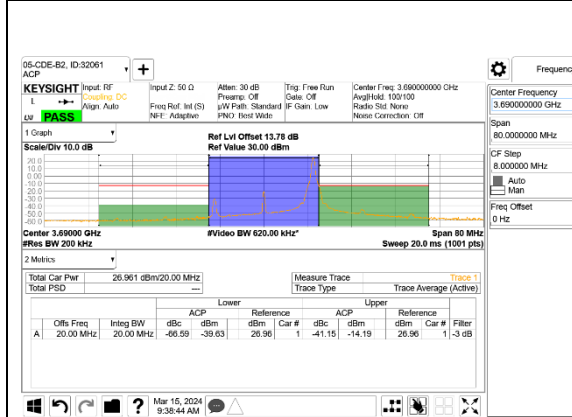 05-CDE-B2, ID:32061
ACP
Frequenc
KEYSIGHT
Input: RF
Coupling: DC
Align: Auto
Input Z: 50 Ω
Freq Ref: Int (S)
NFE: Adaptive
Atten: 30 dB
Preamp: Off
µW Path: Standard
PNO: Best Wide
Trig: Free Run
Gate: Off
IF Gain: Low
Center Freq: 3.690000000 GHz
Avg|Hold: 100/100
Radio Std: None
Noise Correction: Off
L
PASS
Center Frequency
3.690000000 GHz
Span
80.0000000 MHz
CF Step
8.000000 MHz
Auto
Man
Freq Offset
0 Hz
1 Graph
Scale/Div 10.0 dB
Ref Lvl Offset 13.78 dB
Ref Value 30.00 dBm
20.0
10.0
0.00
-10.0
-20.0
-30.0
-40.0
-50.0
-60.0
Center 3.69000 GHz
#Video BW 620.00 kHz*
Span 80 MHz
#Res BW 200 kHz
Sweep 20.0 ms (1001 pts)
2 Metrics
Total Car Pwr 26.961 dBm/20.00 MHz
Total PSD ---
Measure Trace Trace 1
Trace Type Trace Average (Active)
Lower Upper
ACP Reference ACP Reference
Offs Freq Integ BW dBc dBm dBm Car # dBc dBm dBm Car # Filter
A 20.00 MHz 20.00 MHz -66.59 -39.63 26.96 1 -41.15 -14.19 26.96 1 -3 dB
?
Mar 15, 2024
9:38:44 AM